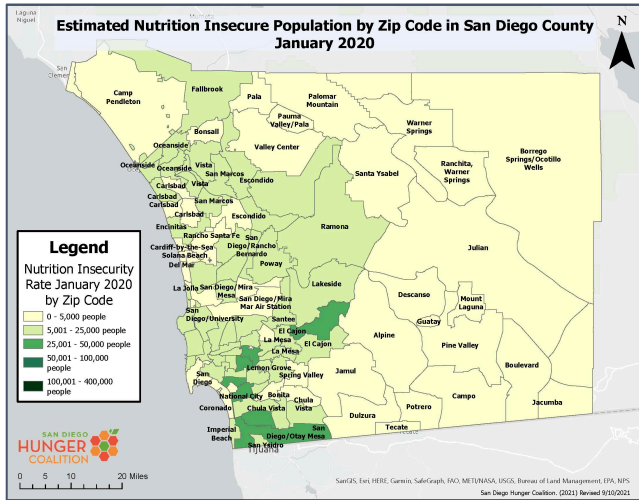 Laguna
Niguel
Estimated Nutrition Insecure Population by Zip Code in San Diego County
January 2020
N
San
Clemen
Camp
Pendleton
Fallbrook
Pala
Palomar
Mountain
Pauma
Valley/Pala
Bonsall
Warner
Springs
Valley Center
Borrego
Springs/Ocotillo
Wells
Oceanside
Oceanside
Oceanside
Vista
San Marcos
Ranchita,
Warner
Springs
Santa Ysabel
Carlsbad
Vista
Escondido
Carlsbad
Carlsbad
San Marcos
Carlsbad
Escondido
Encinitas
Ramona
Rancho Santa Fe
San
Diego/Rancho
Bernardo
Cardiff-by-the-Sea
Solana Beach
Del Mar
Poway
Julian
Legend
Nutrition Insecurity
Rate January 2020
by Zip Code
0 - 5,000 people
5,001 - 25,000
people
25,001 - 50,000
people
50,001 - 100,000
people
100,001 - 400,000
people
La Jolla
San Diego/Mira
Mesa
Lakeside
San Diego/Mira
Mar Air Station
Descanso
Mount
Laguna
San
Diego/University
Santee
El Cajon
El Cajon
Guatay
La Mesa
La Mesa
Alpine
Pine Valley
Lemon Grove
Spring Valley
Jamul
Boulevard
San
Diego
National City
Bonita
Coronado
Chula Vista
Chula
Vista
Campo
Potrero
Jacumba
Dulzura
Imperial
Beach
San
Diego/Otay Mesa
Tecate
San Ysidro
Tijuana
SAN DIEGO
HUNGER
COALITION
0 5 10 20 Miles
SanGIS, Esri, HERE, Garmin, SafeGraph, FAO, METI/NASA, USGS, Bureau of Land Management, EPA, NPS
San Diego Hunger Coalition. (2021) Revised 9/10/2021